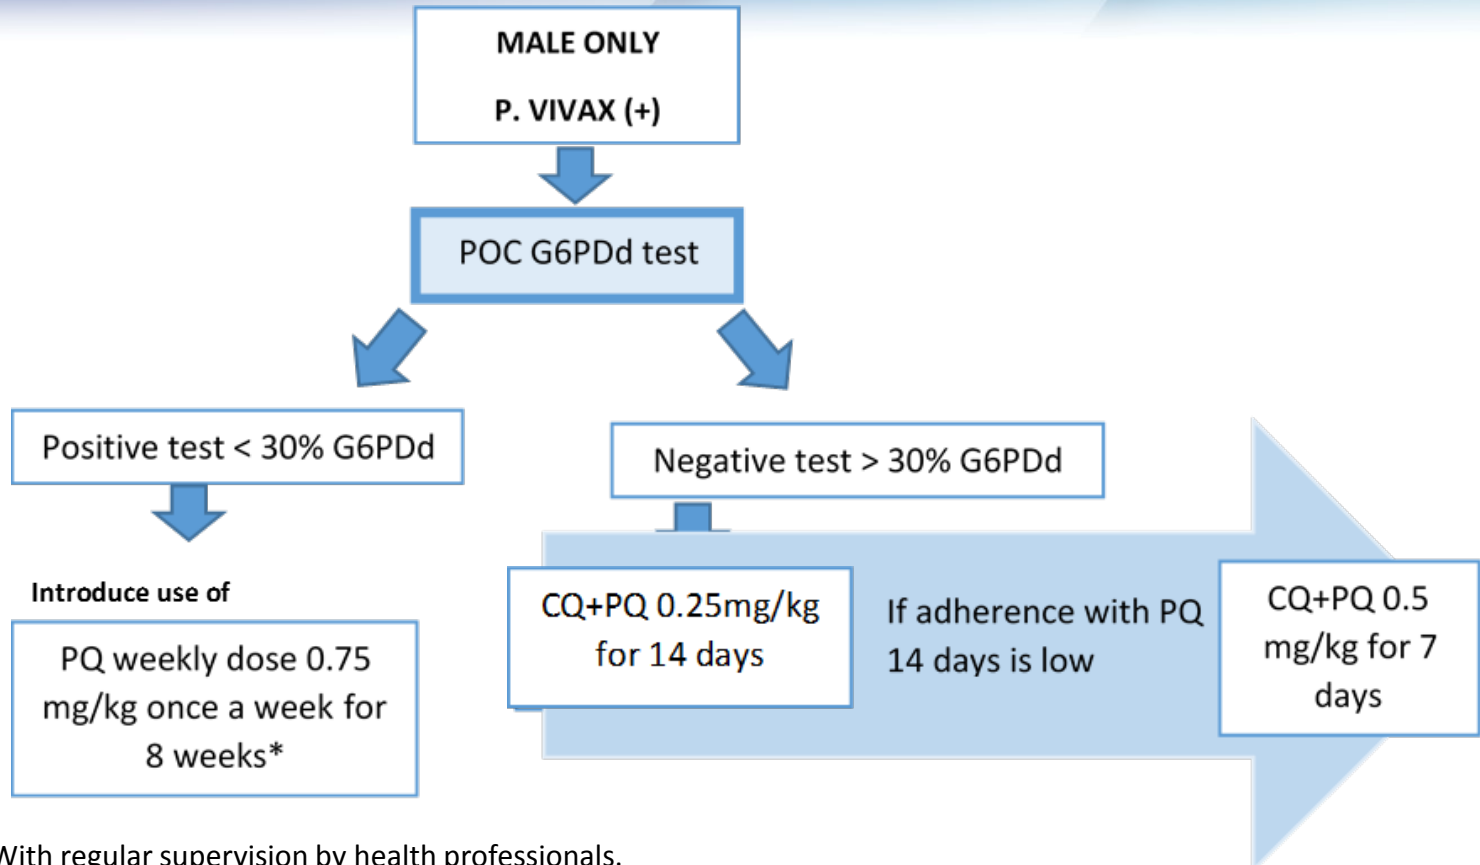 MALE ONLY
P. VIVAX (+)
POC G6PDd test
Positive test < 30% G6PDd
Negative test > 30% G6PDd
Introduce use of
PQ weekly dose 0.75
mg/kg once a week for
8 weeks*
CQ+PQ 0.25mg/kg
for 14 days
If adherence with PQ
14 days is low
CQ+PQ 0.5
mg/kg for 7
days
With regular supervision by health professionals.